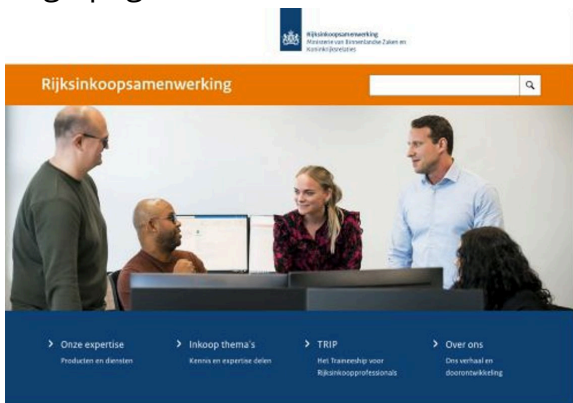 Rijksinkoopsamenwerking
Ministerie van Binnenlandse Zaken en
Koninkrijksrelaties
Rijksinkoopsamenwerking
Onze expertise
Producten en diensten
Inkoop thema's
Kennis en expertise delen
TRIP
Het Traineeship voor
Rijksinkoopprofessionals
Over ons
Ons verhaal en
doorontwikkeling